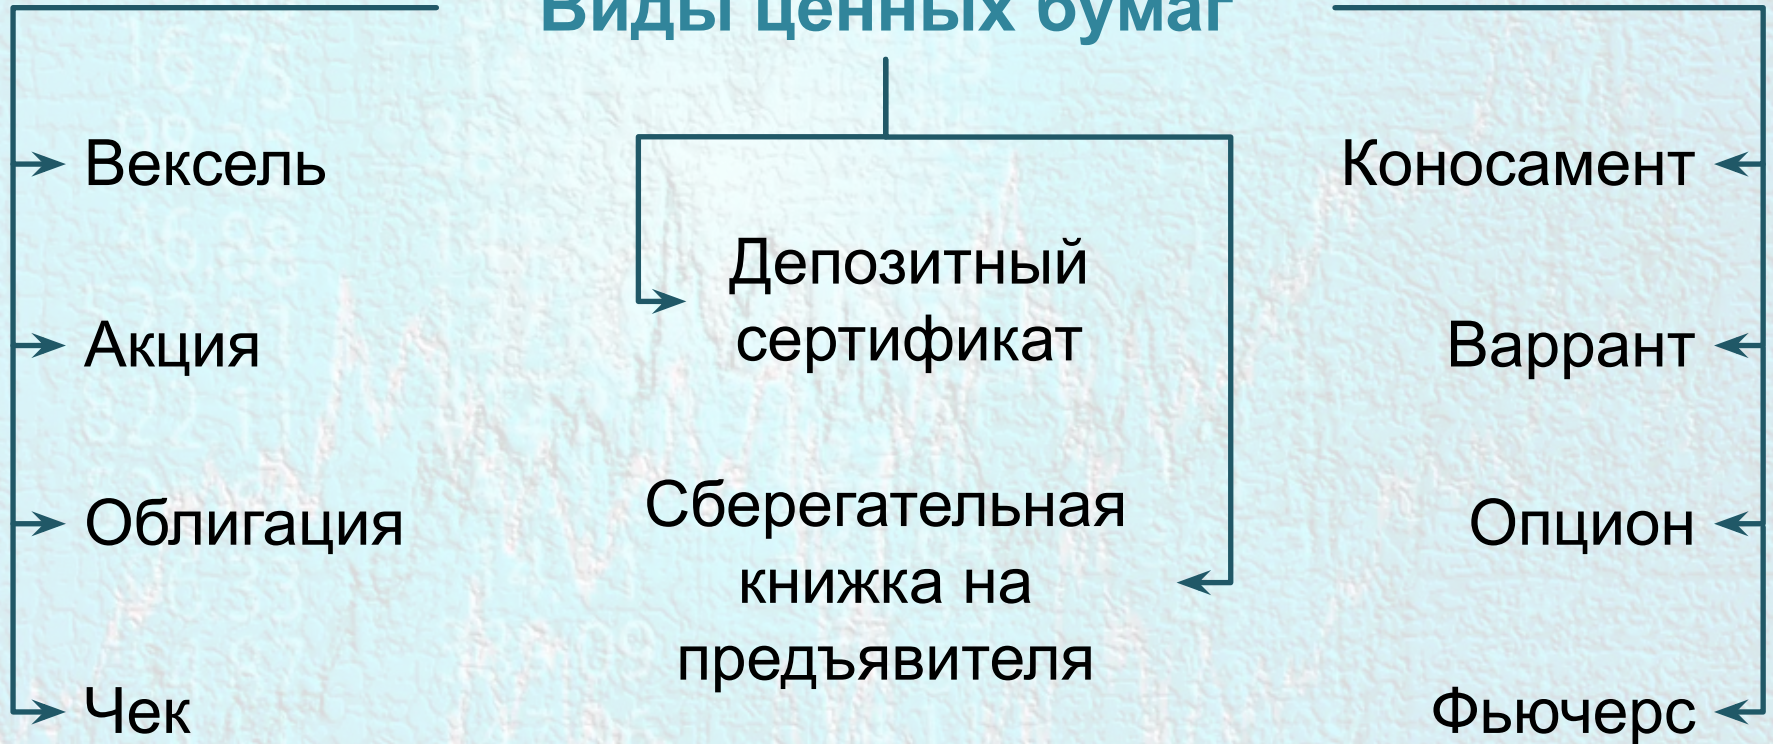 Виды ценных бумаг
Вексель
Акция
Облигация
Чек
Депозитный
сертификат
Сберегательная
книжка на
предъявителя
Коносамент
Варрант
Опцион
Фьючерс